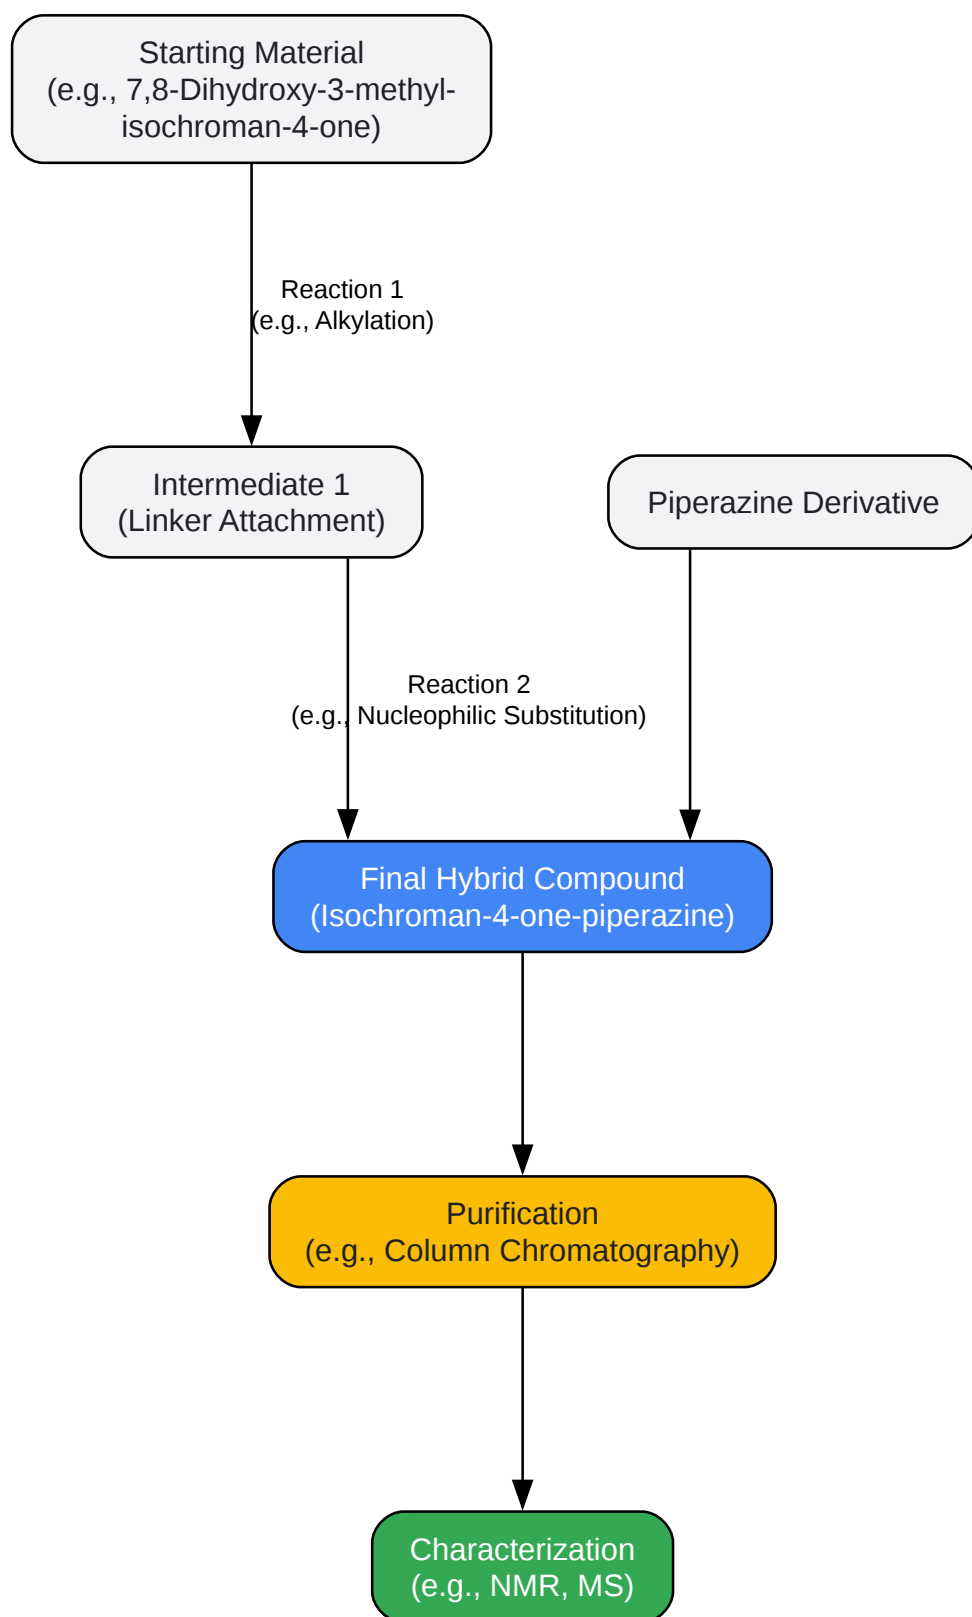 Starting Material
(e.g., 7,8-Dihydroxy-3-methyl-
isochroman-4-one)
Reaction 1
(e.g., Alkylation)
Intermediate 1
(Linker Attachment)
Piperazine Derivative
Reaction 2
(e.g., Nucleophilic Substitution)
Final Hybrid Compound
(Isochroman-4-one-piperazine)
Purification
(e.g., Column Chromatography)
Characterization
(e.g., NMR, MS)